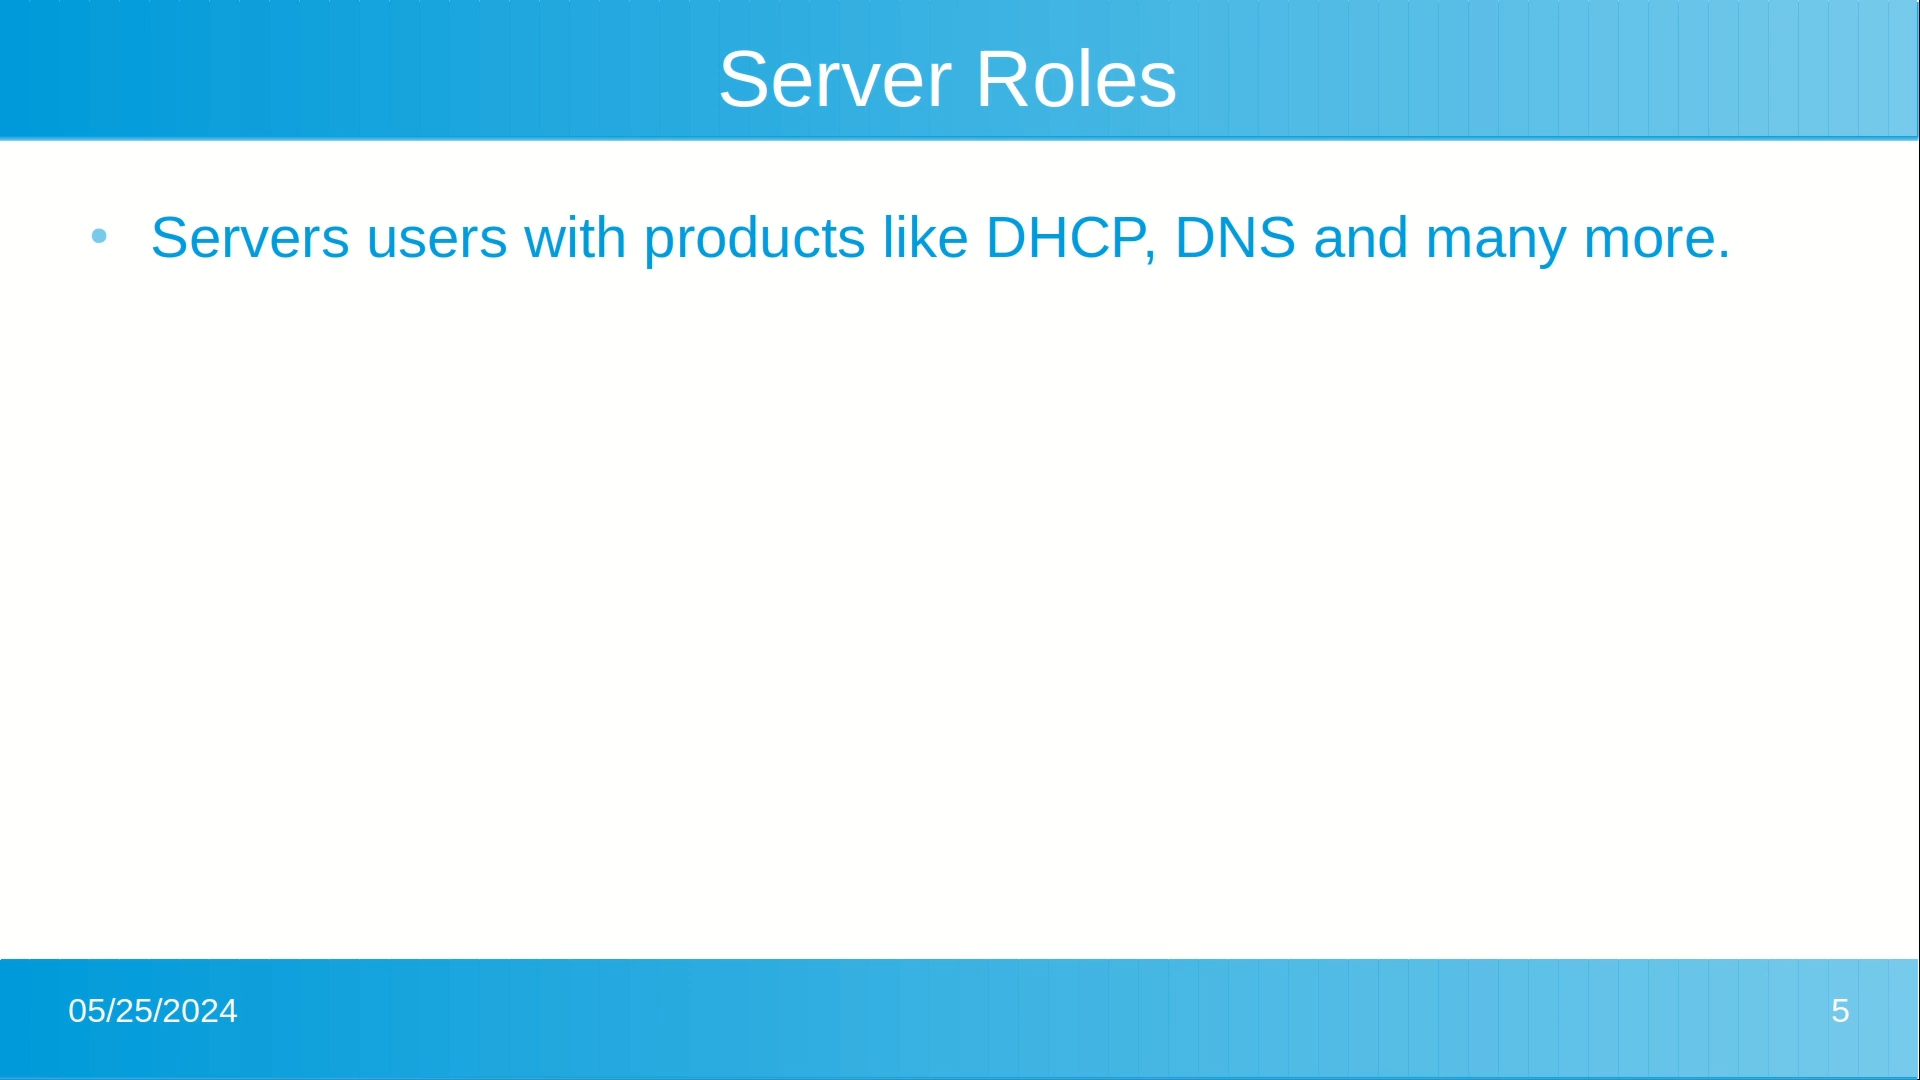 Server Roles
• Servers users with products like DHCP, DNS and many more.
05/25/2024
5